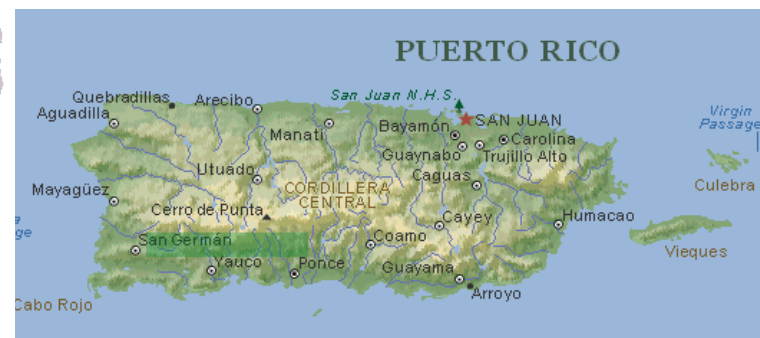 PUERTO RICO
San Juan N.H.S.
Quebradillas
Arecibo
Aguadilla
SAN JUAN
Virgin
Passage
Manatí
Bayamón
Carolina
Guaynabo
Trujillo Alto
Utuado
Caguas
Mayagüez
CORDILLERA
CENTRAL
Culebra
Cerro de Punta
Cayey
Humacao
ge
San Germán
Coamo
Vieques
Yauco
Ponce
Guayama
Arroyo
Cabo Rojo